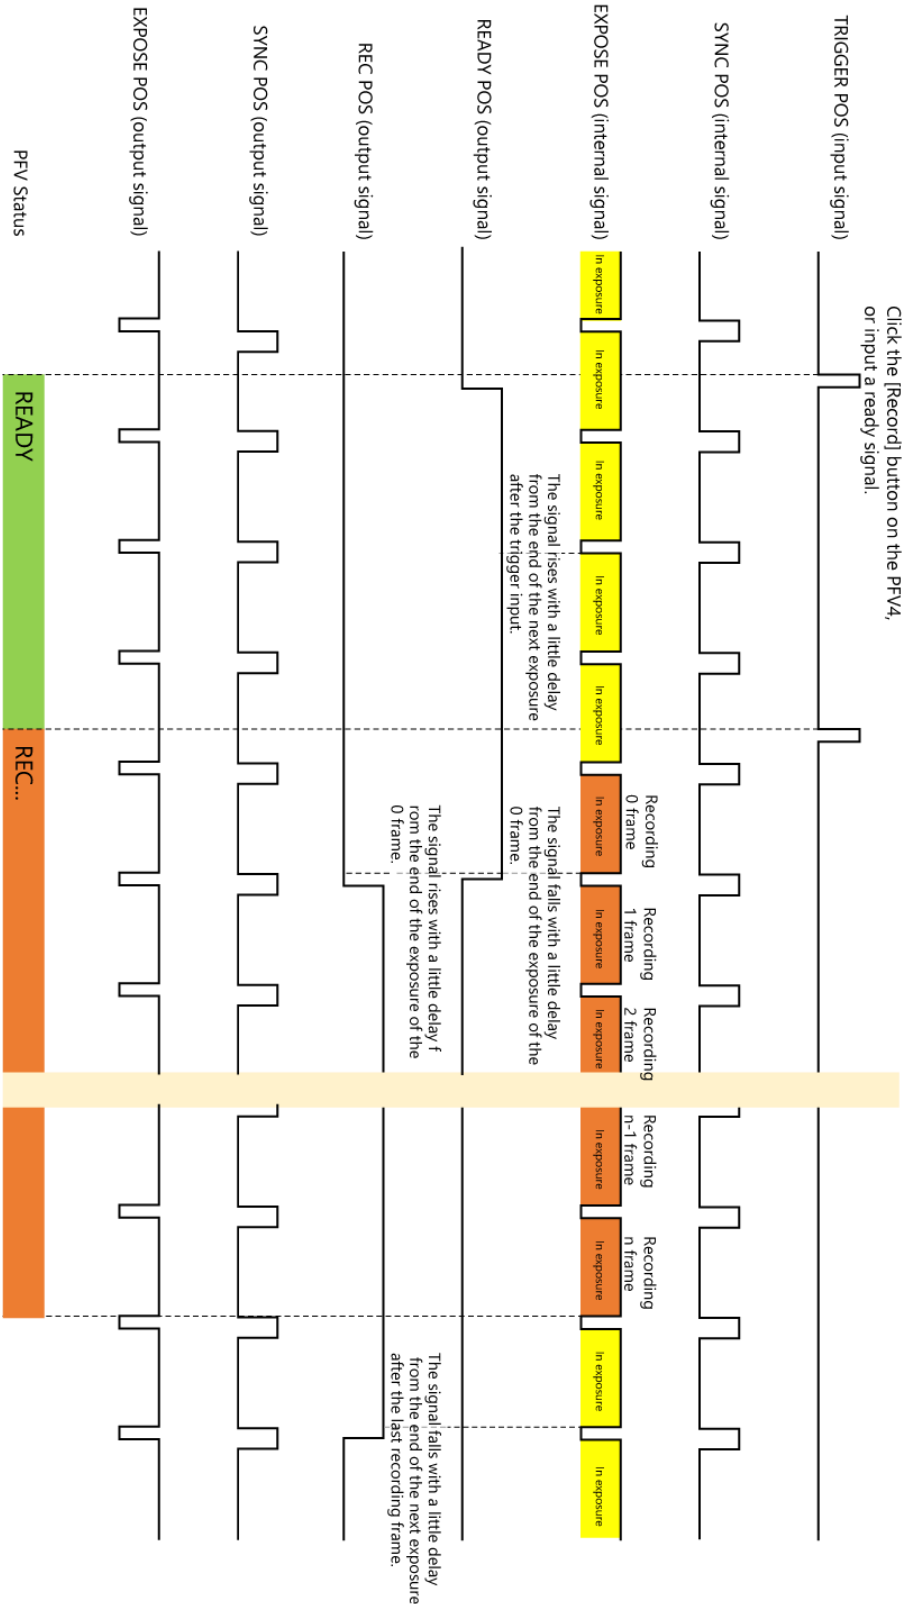 Click the [Record] button on the PFV4,
or input a ready signal.
TRIGGER POS (input signal)
SYNC POS (internal signal)
Recording
0 frame
Recording
1 frame
Recording
2 frame
Recording
n-1 frame
Recording
n frame
EXPOSE POS (internal signal)
In exposure
In exposure
In exposure
In exposure
In exposure
In exposure
In exposure
In exposure
In exposure
In exposure
In exposure
In exposure
The signal rises with a little delay
from the end of the next exposure
after the trigger input.
The signal falls with a little delay
from the end of the exposure of the
0 frame.
READY POS (output signal)
The signal rises with a little delay f
rom the end of the exposure of the
0 frame.
The signal falls with a little delay
from the end of the next exposure
after the last recording frame.
REC POS (output signal)
SYNC POS (output signal)
EXPOSE POS (output signal)
PFV Status
READY
REC...